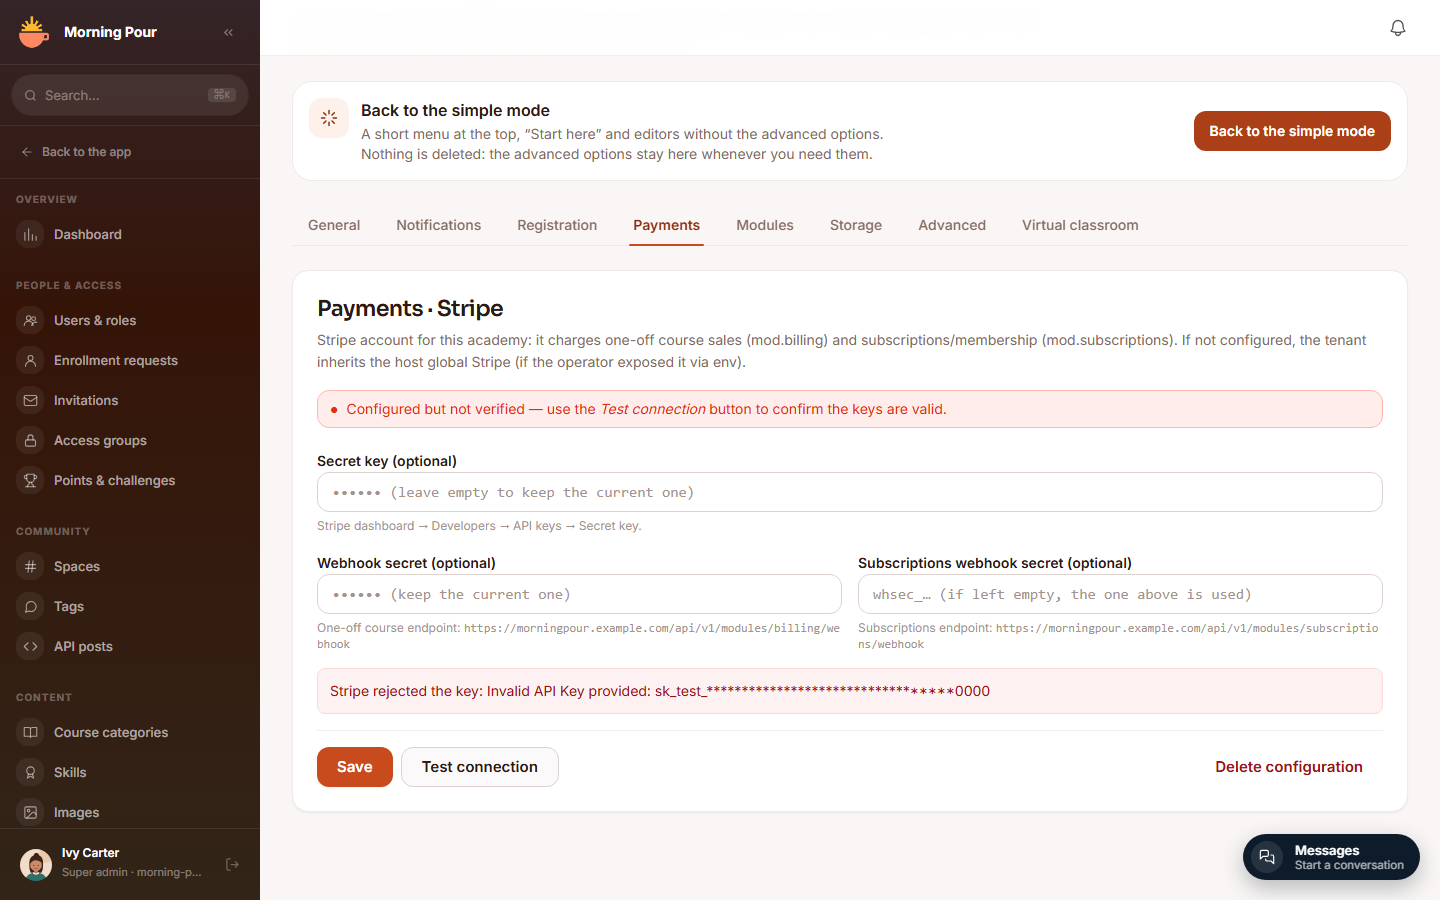 Morning Pour
Search...
⌘K
Back to the app
OVERVIEW
Dashboard
PEOPLE & ACCESS
Users & roles
Enrollment requests
Invitations
Access groups
Points & challenges
COMMUNITY
Spaces
Tags
API posts
CONTENT
Course categories
Skills
Images
Ivy Carter
Super admin · morning-p...
Back to the simple mode
A short menu at the top, “Start here” and editors without the advanced options.
Nothing is deleted: the advanced options stay here whenever you need them.
Back to the simple mode
General Notifications Registration Payments Modules Storage Advanced Virtual classroom
Payments · Stripe
Stripe account for this academy: it charges one-off course sales (mod.billing) and subscriptions/membership (mod.subscriptions). If not configured, the tenant
inherits the host global Stripe (if the operator exposed it via env).
● Configured but not verified — use the Test connection button to confirm the keys are valid.
Secret key (optional)
•••••• (leave empty to keep the current one)
Stripe dashboard → Developers → API keys → Secret key.
Webhook secret (optional)
•••••• (keep the current one)
One-off course endpoint: https://morningpour.example.com/api/v1/modules/billing/we
bhook
Subscriptions webhook secret (optional)
whsec_… (if left empty, the one above is used)
Subscriptions endpoint: https://morningpour.example.com/api/v1/modules/subscriptio
ns/webhook
Stripe rejected the key: Invalid API Key provided: sk_test_************************************0000
Save
Test connection
Delete configuration
Messages
Start a conversation